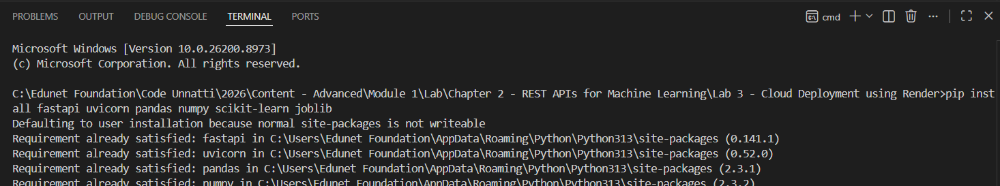 PROBLEMS OUTPUT DEBUG CONSOLE TERMINAL PORTS cmd
Microsoft Windows [Version 10.0.26200.8973]
(c) Microsoft Corporation. All rights reserved.
C:\Edunet Foundation\Code Unnatti\2026\Content - Advanced\Module 1\Lab\Chapter 2 - REST APIs for Machine Learning\Lab 3 - Cloud Deployment using Render>pip inst
all fastapi uvicorn pandas numpy scikit-learn joblib
Defaulting to user installation because normal site-packages is not writeable
Requirement already satisfied: fastapi in C:\Users\Edunet Foundation\AppData\Roaming\Python\Python313\site-packages (0.141.1)
Requirement already satisfied: uvicorn in C:\Users\Edunet Foundation\AppData\Roaming\Python\Python313\site-packages (0.52.0)
Requirement already satisfied: pandas in C:\Users\Edunet Foundation\AppData\Roaming\Python\Python313\site-packages (2.3.1)
Requirement already satisfied: numpy in C:\Users\Edunet Foundation\AppData\Roaming\Python\Python313\site-packages (2.3.2)